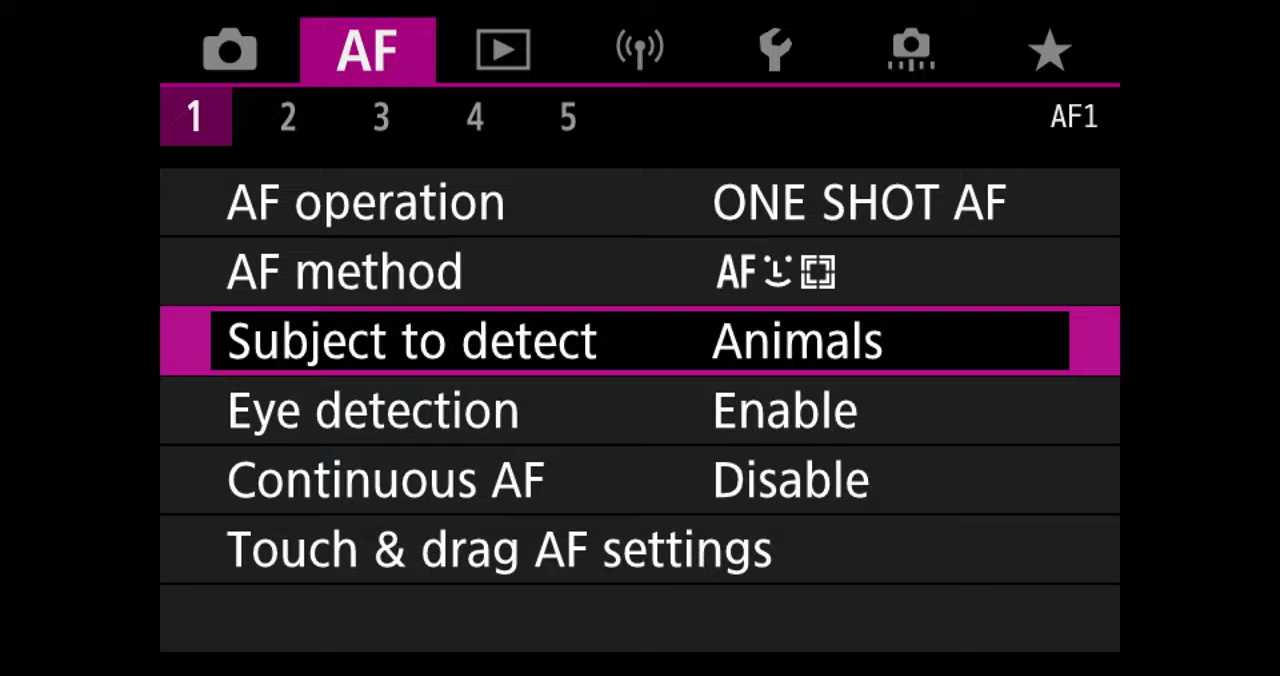 AF
1 2 3 4 5 AF1
AF operation ONE SHOT AF
AF method AF
Subject to detect Animals
Eye detection Enable
Continuous AF Disable
Touch & drag AF settings